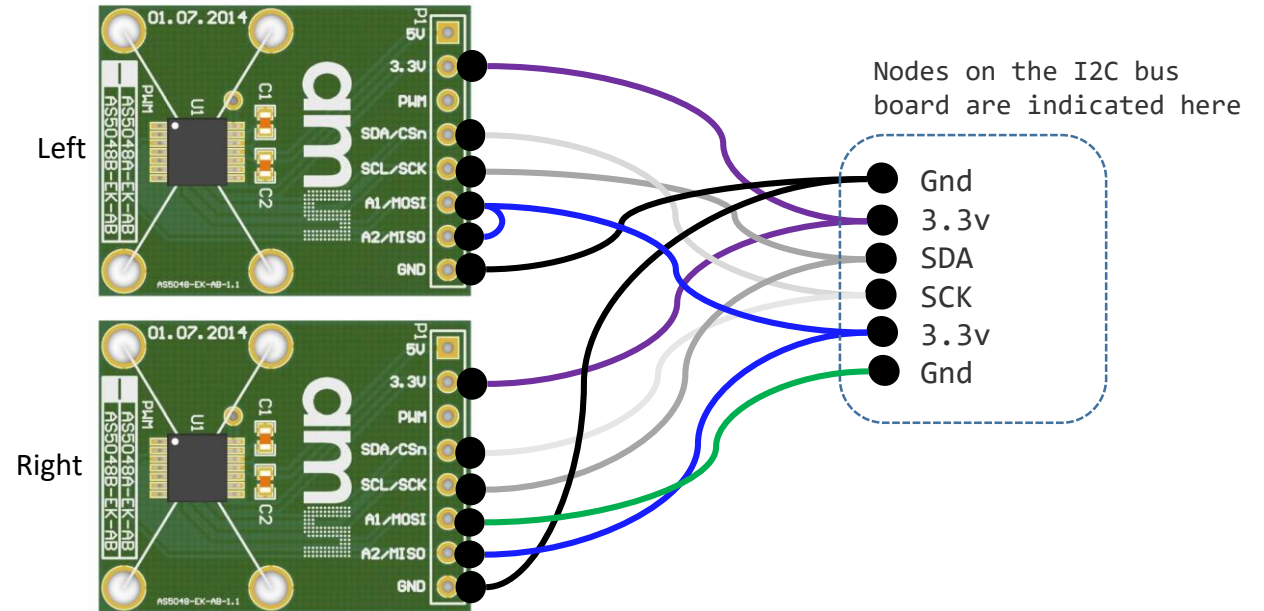 Left
01.07.2014
P1
5V
3.3V
PWM
SDA/CSn
SCL/SCK
A1/MOSI
A2/MISO
GND
PWM
U1
C1
C2
AS5048A-EK-AB
AS5048B-EK-AB
am5
AS5048-EK-AB-1.1
Right
01.07.2014
P1
5V
3.3V
PWM
SDA/CSn
SCL/SCK
A1/MOSI
A2/MISO
GND
PWM
U1
C1
C2
AS5048A-EK-AB
AS5048B-EK-AB
am5
AS5048-EK-AB-1.1
Nodes on the I2C bus
board are indicated here
Gnd
3.3v
SDA
SCK
3.3v
Gnd